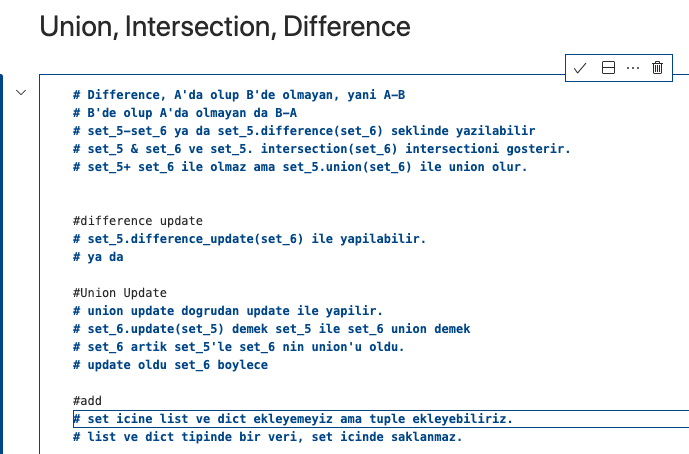 Union, Intersection, Difference
# Difference, A'da olup B'de olmayan, yani A-B
# B'de olup A'da olmayan da B-A
# set_5-set_6 ya da set_5.difference(set_6) seklinde yazilabilir
# set_5 & set_6 ve set_5. intersection(set_6) intersectioni gosterir.
# set_5+ set_6 ile olmaz ama set_5.union(set_6) ile union olur.
#difference update
# set_5.difference_update(set_6) ile yapilabilir.
# ya da
#Union Update
# union update dogrudan update ile yapilir.
# set_6.update(set_5) demek set_5 ile set_6 union demek
# set_6 artik set_5'le set_6 nin union'u oldu.
# update oldu set_6 boylece
#add
# set icine list ve dict ekleyemeyiz ama tuple ekleyebiliriz.
# list ve dict tipinde bir veri, set icinde saklanmaz.